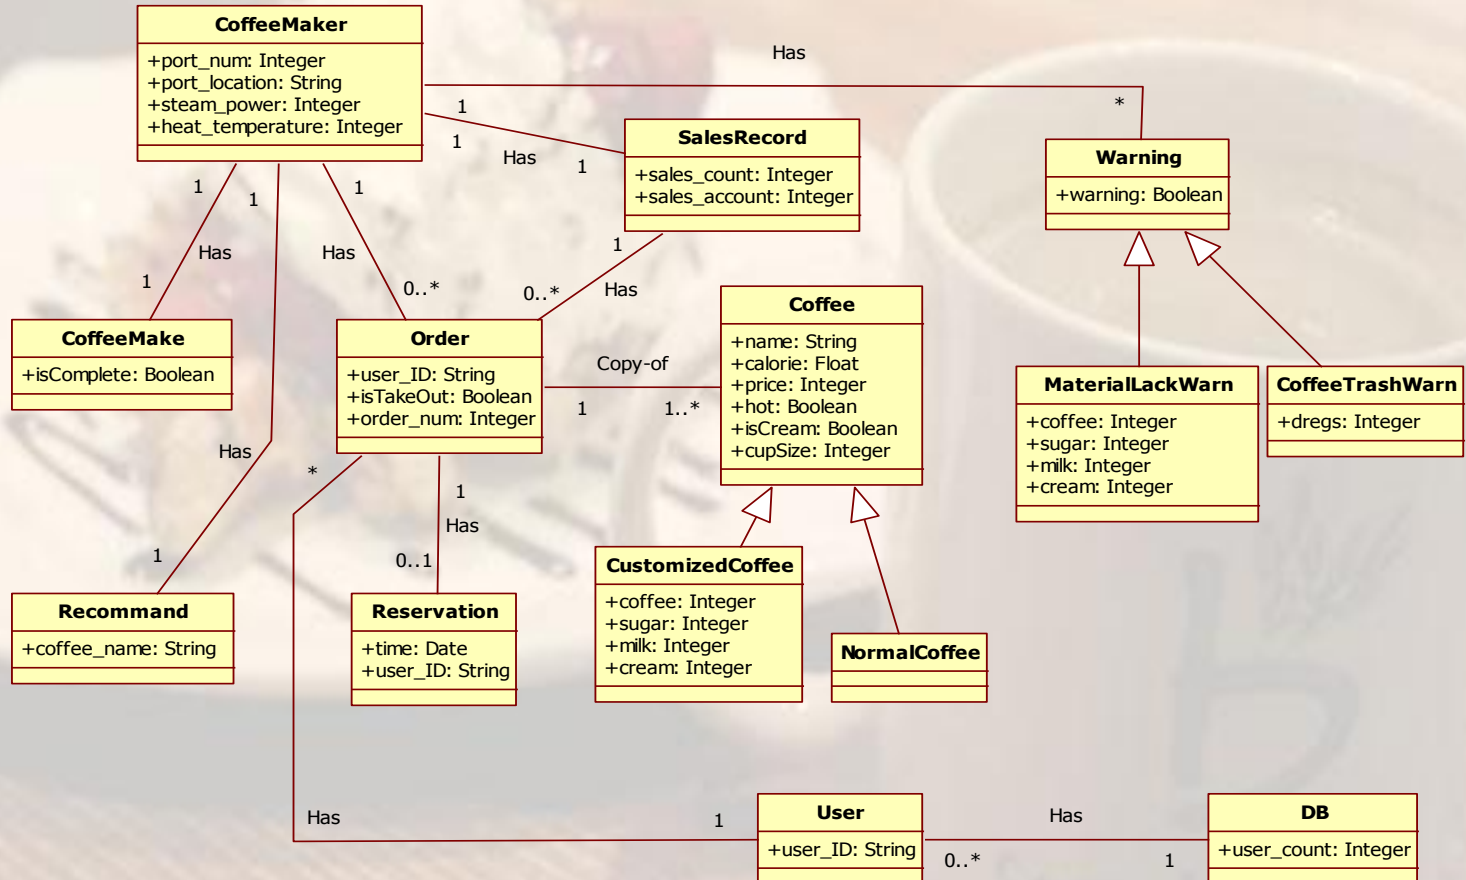 CoffeeMaker
+port_num: Integer
+port_location: String
+steam_power: Integer
+heat_temperature: Integer
Has
*
1
1
Has
1
SalesRecord
+sales_count: Integer
+sales_account: Integer
Warning
+warning: Boolean
1
1
1
Has
Has
1
0..*
1
0..*
Has
CoffeeMake
+isComplete: Boolean
Order
+user_ID: String
+isTakeOut: Boolean
+order_num: Integer
Copy-of
1
1..*
Coffee
+name: String
+calorie: Float
+price: Integer
+hot: Boolean
+isCream: Boolean
+cupSize: Integer
MaterialLackWarn
+coffee: Integer
+sugar: Integer
+milk: Integer
+cream: Integer
CoffeeTrashWarn
+dregs: Integer
Has
1
*
1
Has
0..1
Recommand
+coffee_name: String
Reservation
+time: Date
+user_ID: String
CustomizedCoffee
+coffee: Integer
+sugar: Integer
+milk: Integer
+cream: Integer
NormalCoffee
Has
1
User
+user_ID: String
Has
0..*
1
DB
+user_count: Integer